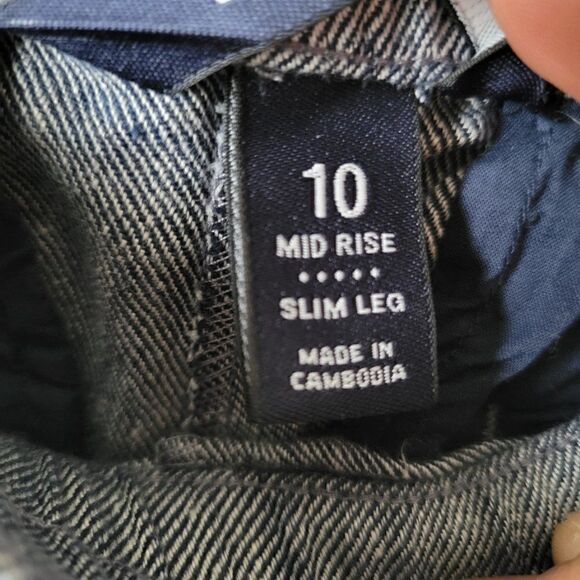 10
MID RISE
SLIM LEG
MADE IN
CAMBODIA